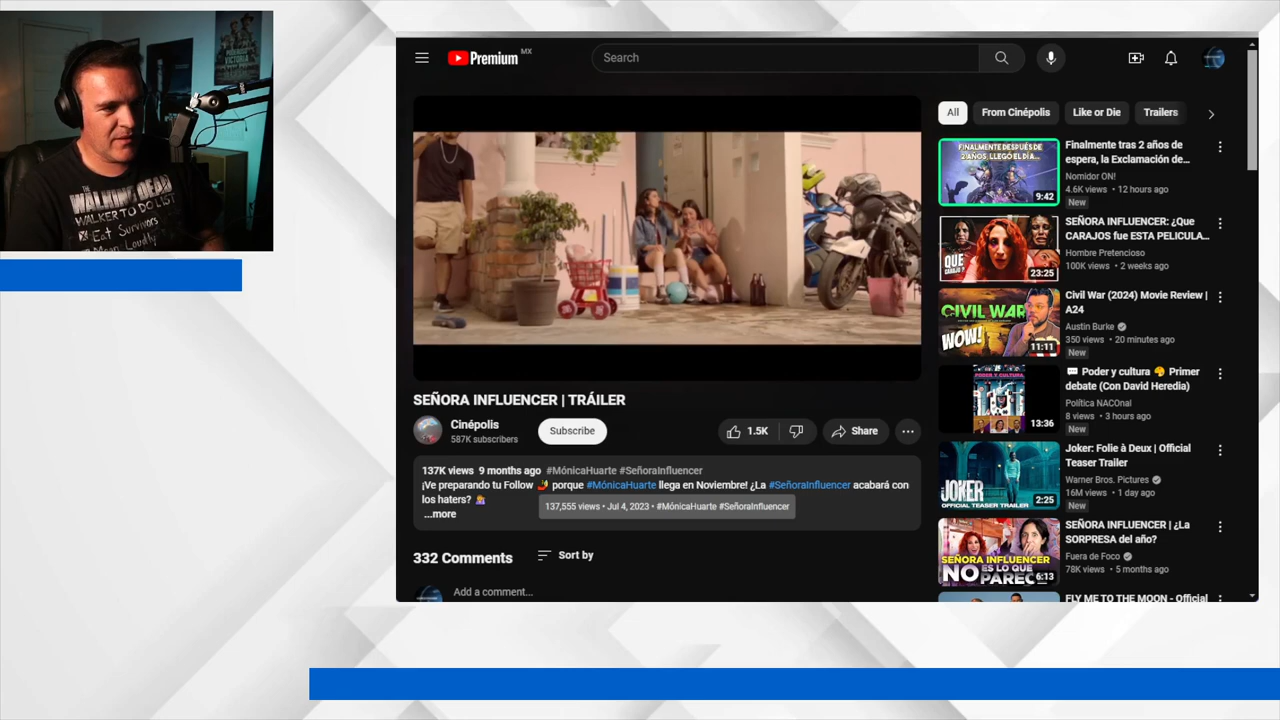 THE
WALKING DEAD
WALKER TO DO LIST
Eat Survivors
Moan Loudly
Premium MX
Search
All
From Cinépolis
Like or Die
Trailers
FINALMENTE DESPUÉS DE
2 AÑOS, LLEGÓ EL DÍA...
9:42
Finalmente tras 2 años de
espera, la Exclamación de...
Nomidor ON!
4.6K views • 12 hours ago
New
QUE
CARAJO
23:25
SEÑORA INFLUENCER: ¿Que
CARAJOS fue ESTA PELICULA...
Hombre Pretencioso
100K views • 2 weeks ago
CIVIL WAR
WOW!
11:11
Civil War (2024) Movie Review |
A24
Austin Burke
350 views • 20 minutes ago
New
PODER Y CULTURA
13:36
💬 Poder y cultura 🗣 Primer
debate (Con David Heredia)
Política NACOnal
8 views • 3 hours ago
New
JOKER
OFFICIAL TEASER TRAILER
2:25
Joker: Folie à Deux | Official
Teaser Trailer
Warner Bros. Pictures
16M views • 1 day ago
New
SEÑORA INFLUENCER
NO ES LO QUE
PARECE
6:13
SEÑORA INFLUENCER | ¿La
SORPRESA del año?
Fuera de Foco
78K views • 5 months ago
FLY ME TO THE MOON - Official
SEÑORA INFLUENCER | TRÁILER
Cinépolis
587K subscribers
Subscribe
1.5K
Share
137K views 9 months ago #MónicaHuarte #SeñoraInfluencer
¡Ve preparando tu Follow 🤳 porque #MónicaHuarte llega en Noviembre! ¿La #SeñoraInfluencer acabará con
los haters? 🤷‍♀️
137,555 views • Jul 4, 2023 • #MónicaHuarte #SeñoraInfluencer
...more
332 Comments
Sort by
Add a comment...